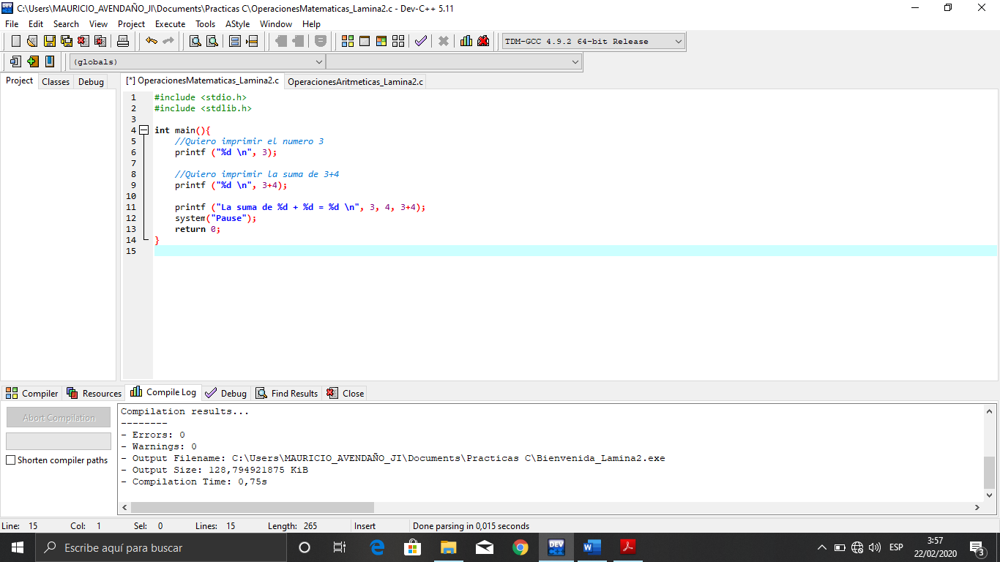 C:\Users\MAURICIO_AVENDAÑO_JI\Documents\Practicas C\OperacionesMatematicas_Lamina2.c - Dev-C++ 5.11
File Edit Search View Project Execute Tools AStyle Window Help
TDM-GCC 4.9.2 64-bit Release
(globals)
Project Classes Debug [*] OperacionesMatematicas_Lamina2.c OperacionesAritmeticas_Lamina2.c
1 #include <stdio.h>
2 #include <stdlib.h>
3
4 int main(){
5 //Quiero imprimir el numero 3
6 printf ("%d \n", 3);
7
8 //Quiero imprimir la suma de 3+4
9 printf ("%d \n", 3+4);
10
11 printf ("La suma de %d + %d = %d \n", 3, 4, 3+4);
12 system("Pause");
13 return 0;
14 }
15
Compiler Resources Compile Log Debug Find Results Close
Abort Compilation
Shorten compiler paths
Compilation results...
--------
- Errors: 0
- Warnings: 0
- Output Filename: C:\Users\MAURICIO_AVENDAÑO_JI\Documents\Practicas C\Bienvenida_Lamina2.exe
- Output Size: 128,794921875 KiB
- Compilation Time: 0,75s
Line: 15 Col: 1 Sel: 0 Lines: 15 Length: 265 Insert Done parsing in 0,015 seconds
Escribe aquí para buscar
DEV
ESP
3:57
22/02/2020
3